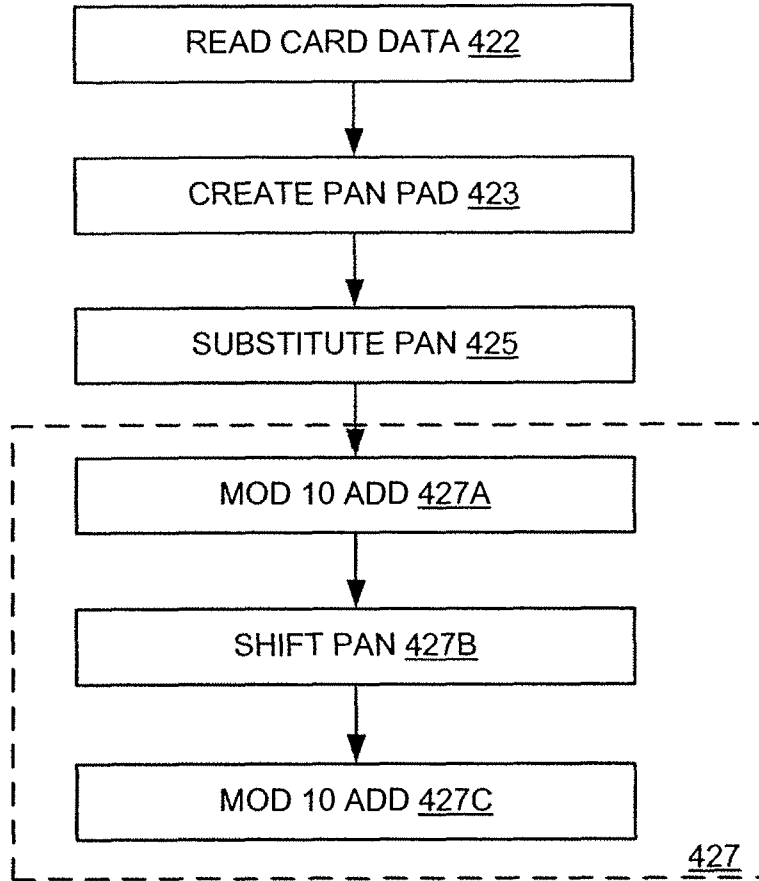 READ CARD DATA 422
CREATE PAN PAD 423
SUBSTITUTE PAN 425
MOD 10 ADD 427A
SHIFT PAN 427B
MOD 10 ADD 427C
427